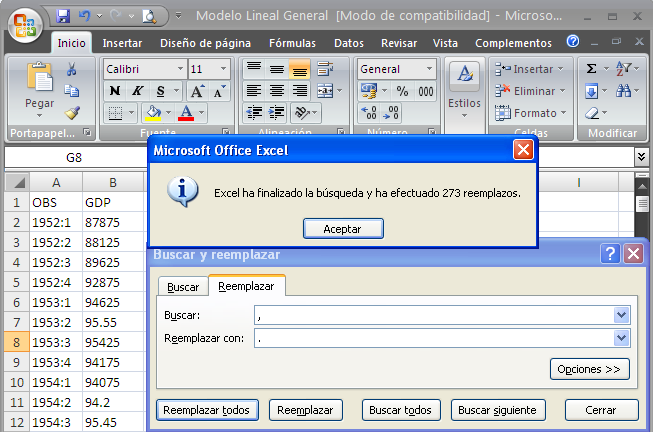 Modelo Lineal General [Modo de compatibilidad] - Microso...
Inicio Insertar Diseño de página Fórmulas Datos Revisar Vista Complementos
Pegar
Calibri 11
N K S
A A
General
% 000
Estilos
Insertar
Eliminar
Formato
Σ
Portapapel...
Fuente
Alineación
Número
Celdas
Modificar
G8
Microsoft Office Excel
Excel ha finalizado la búsqueda y ha efectuado 273 reemplazos.
Aceptar
A B I
1 OBS GDP
2 1952:1 87875
3 1952:2 88125
4 1952:3 89625
5 1952:4 92875
6 1953:1 94625
7 1953:2 95.55
8 1953:3 95425
9 1953:4 94175
10 1954:1 94075
11 1954:2 94.2
12 1954:3 95.45
Buscar y reemplazar
Buscar Reemplazar
Buscar: ,
Reemplazar con: .
Opciones >>
Reemplazar todos Reemplazar Buscar todos Buscar siguiente Cerrar